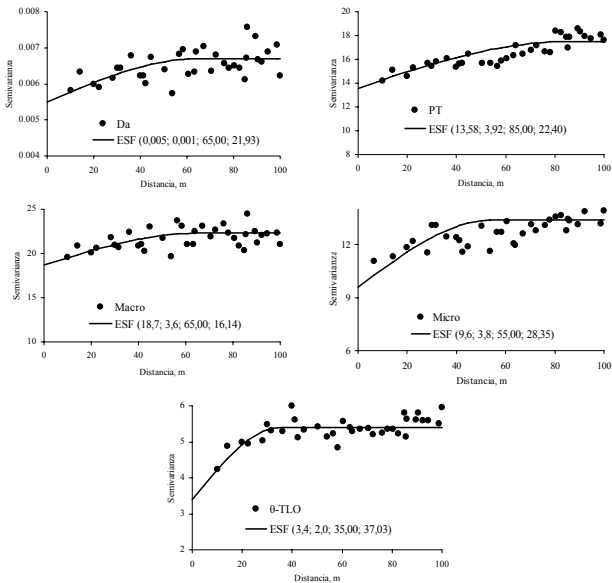 0.008
0.007
0.006
0.005
0.004
Semivarianza
Da
ESF (0,005; 0,001; 65,00; 21,93)
0 20 40 60 80 100
Distancia, m
20
18
16
14
12
10
8
Semivarianza
PT
ESF (13,58; 3,92; 85,00; 22,40)
0 20 40 60 80 100
Distancia, m
25
20
15
10
Semivarianza
Macro
ESF (18,7; 3,6; 65,00; 16,14)
0 20 40 60 80 100
Distancia, m
12
9
6
Semivarianza
Micro
ESF (9,6; 3,8; 55,00; 28,35)
0 20 40 60 80 100
Distancia, m
6
5
4
3
2
Semivarianza
θ-TLO
ESF (3,4; 2,0; 35,00; 37,03)
0 20 40 60 80 100
Distancia, m